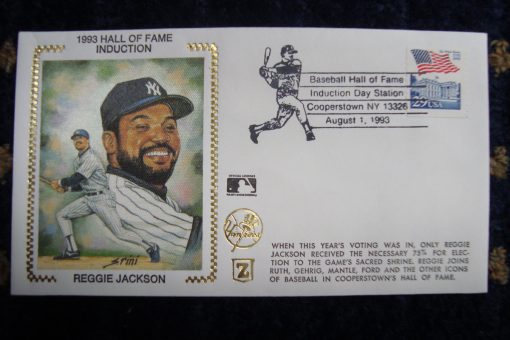 1993 HALL OF FAME
INDUCTION
REGGIE JACKSON
Baseball Hall of Fame
Induction Day Station
Cooperstown NY 13326
August 1, 1993
29USA
WHEN THIS YEAR'S VOTING WAS IN, ONLY REGGIE
JACKSON RECEIVED THE NECESSARY 75% FOR ELEC-
TION TO THE GAME'S SACRED SHRINE. REGGIE JOINS
RUTH, GEHRIG, MANTLE, FORD AND THE OTHER ICONS
OF BASEBALL IN COOPERSTOWN'S HALL OF FAME.
Z